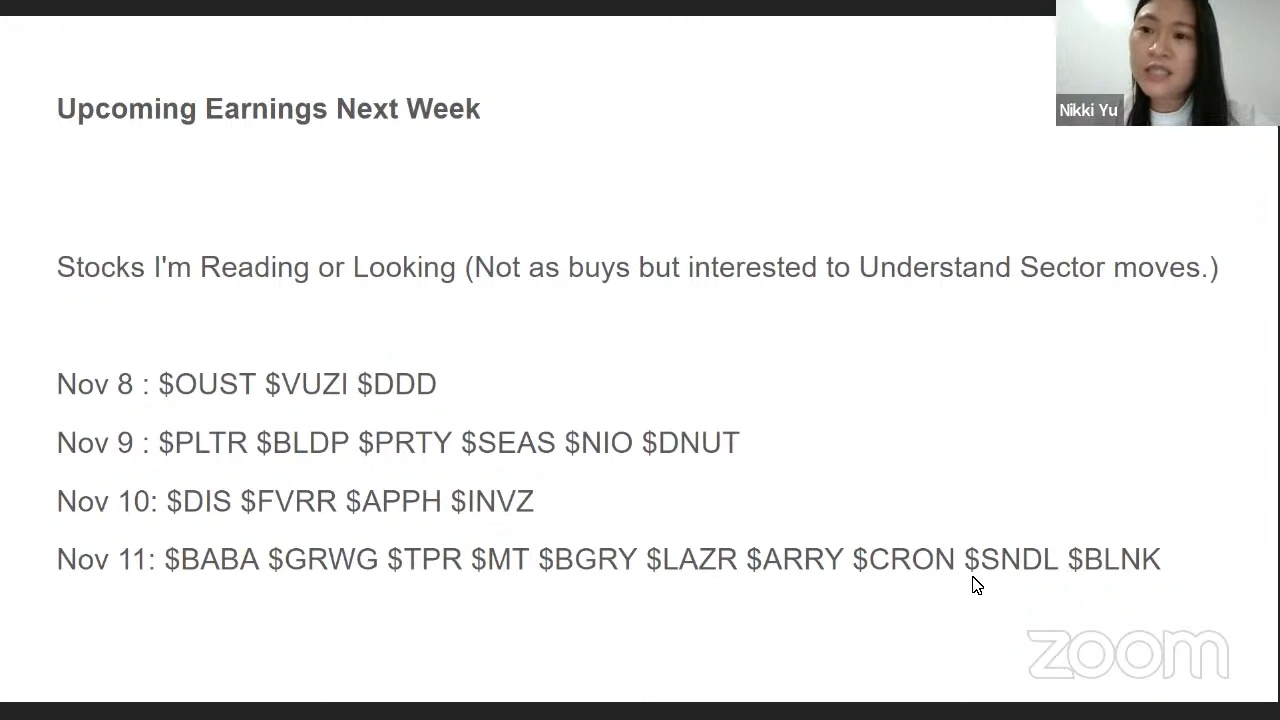 Upcoming Earnings Next Week
Nikki Yu
Stocks I'm Reading or Looking (Not as buys but interested to Understand Sector moves.)
Nov 8 : $OUST $VUZI $DDD
Nov 9 : $PLTR $BLDP $PRTY $SEAS $NIO $DNUT
Nov 10: $DIS $FVRR $APPH $INVZ
Nov 11: $BABA $GRWG $TPR $MT $BGRY $LAZR $ARRY $CRON $SNDL $BLNK
zoom